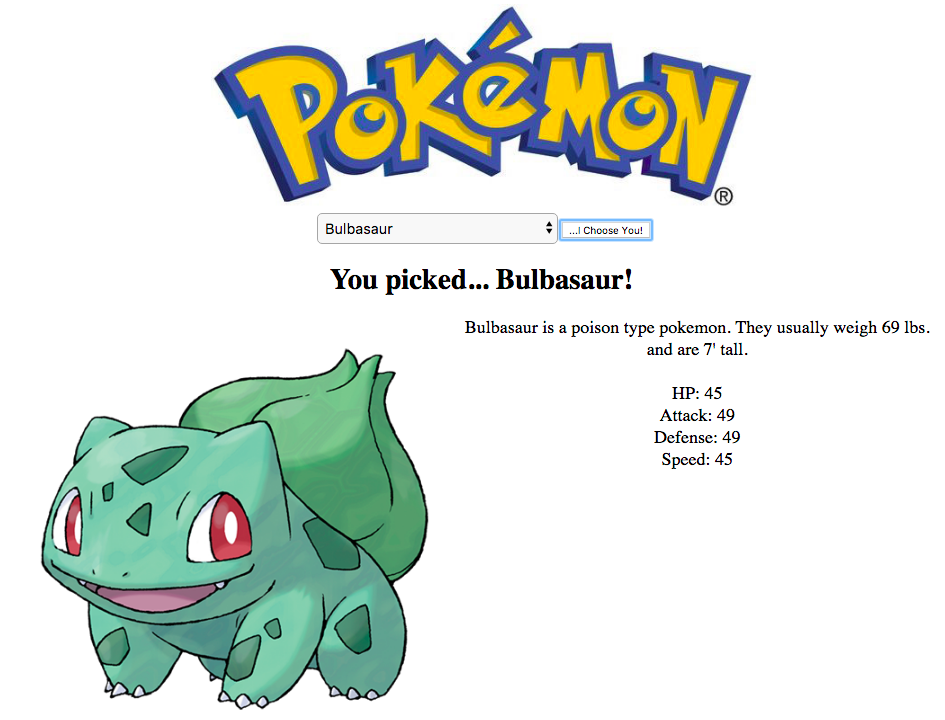 POKéMON
®
Bulbasaur
...I Choose You!
You picked... Bulbasaur!
Bulbasaur is a poison type pokemon. They usually weigh 69 lbs.
and are 7' tall.
HP: 45
Attack: 49
Defense: 49
Speed: 45